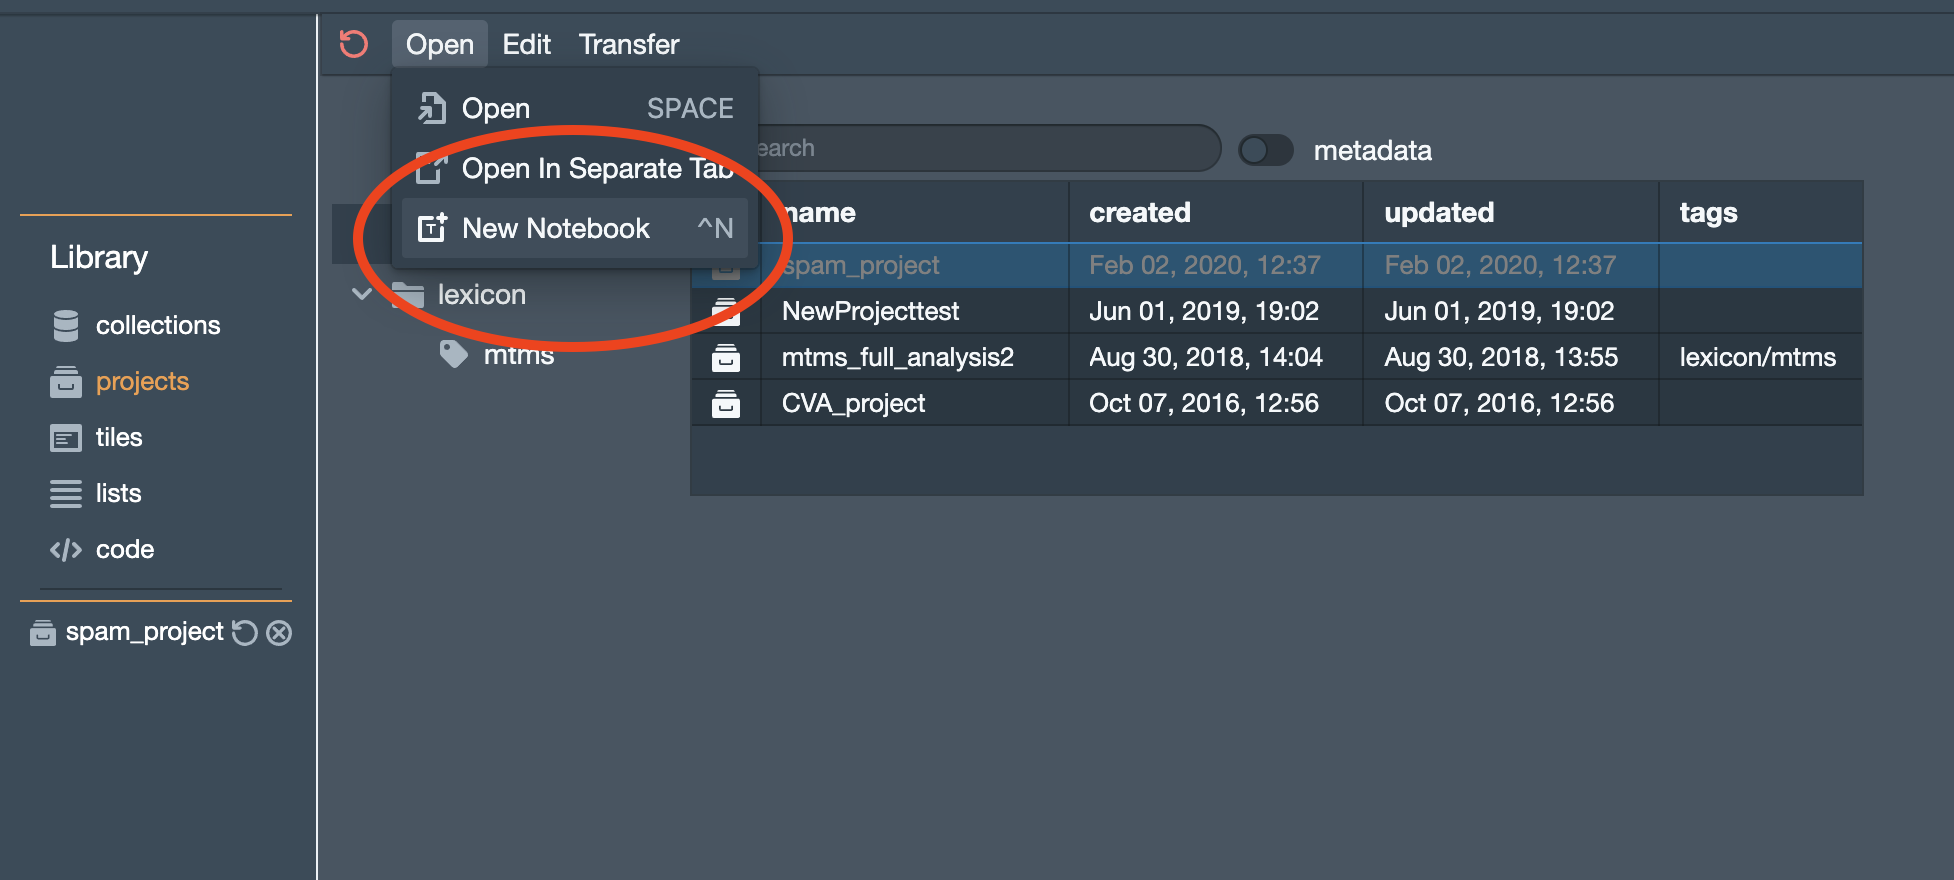 Open Edit Transfer
Open SPACE
Open In Separate Tab
New Notebook ^N
earch
metadata
lexicon
mtms
name created updated tags
spam_project Feb 02, 2020, 12:37 Feb 02, 2020, 12:37
NewProjecttest Jun 01, 2019, 19:02 Jun 01, 2019, 19:02
mtms_full_analysis2 Aug 30, 2018, 14:04 Aug 30, 2018, 13:55 lexicon/mtms
CVA_project Oct 07, 2016, 12:56 Oct 07, 2016, 12:56
Library
collections
projects
tiles
lists
code
spam_project